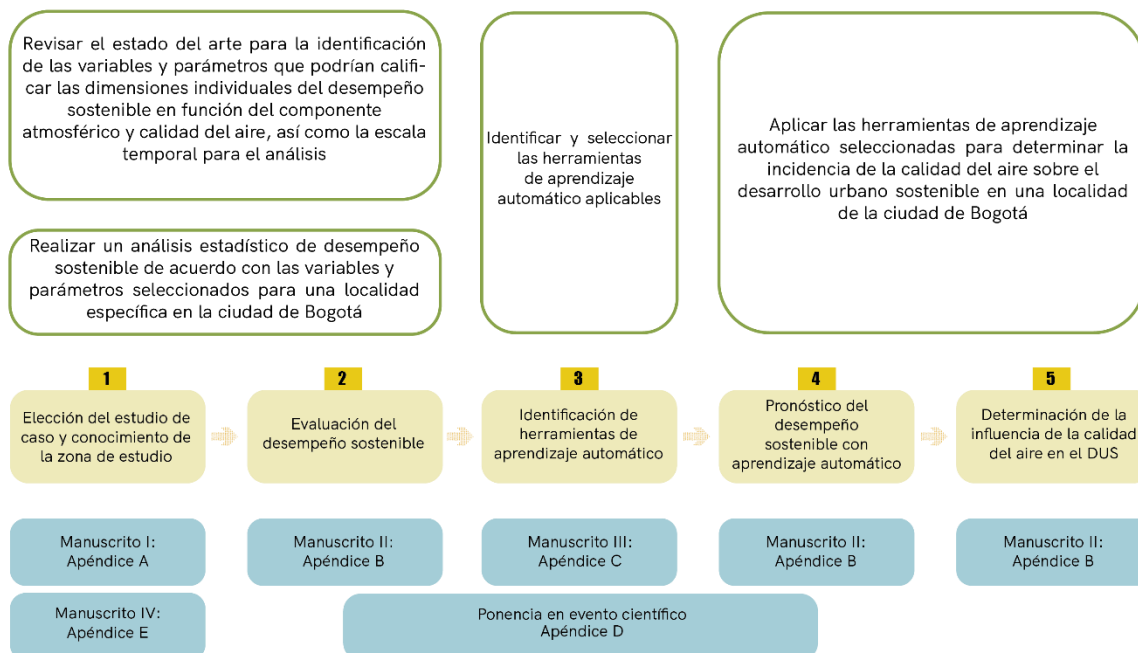 Revisar el estado del arte para la identificación
de las variables y parámetros que podrían califi-
car las dimensiones individuales del desempeño
sostenible en función del componente
atmosférico y calidad del aire, así como la escala
temporal para el análisis
Realizar un análisis estadístico de desempeño
sostenible de acuerdo con las variables y
parámetros seleccionados para una localidad
específica en la ciudad de Bogotá
Identificar y seleccionar
las herramientas
de aprendizaje
automático aplicables
Aplicar las herramientas de aprendizaje
automático seleccionadas para determinar la
incidencia de la calidad del aire sobre el
desarrollo urbano sostenible en una localidad
de la ciudad de Bogotá
1
Elección del estudio de
caso y conocimiento de
la zona de estudio
2
Evaluación del
desempeño sostenible
3
Identificación de
herramientas de
aprendizaje automático
4
Pronóstico del
desempeño
sostenible con
aprendizaje automático
5
Determinación de la
influencia de la calidad
del aire en el DUS
Manuscrito I:
Apéndice A
Manuscrito II:
Apéndice B
Manuscrito III:
Apéndice C
Manuscrito II:
Apéndice B
Manuscrito II:
Apéndice B
Manuscrito IV:
Apéndice E
Ponencia en evento científico
Apéndice D